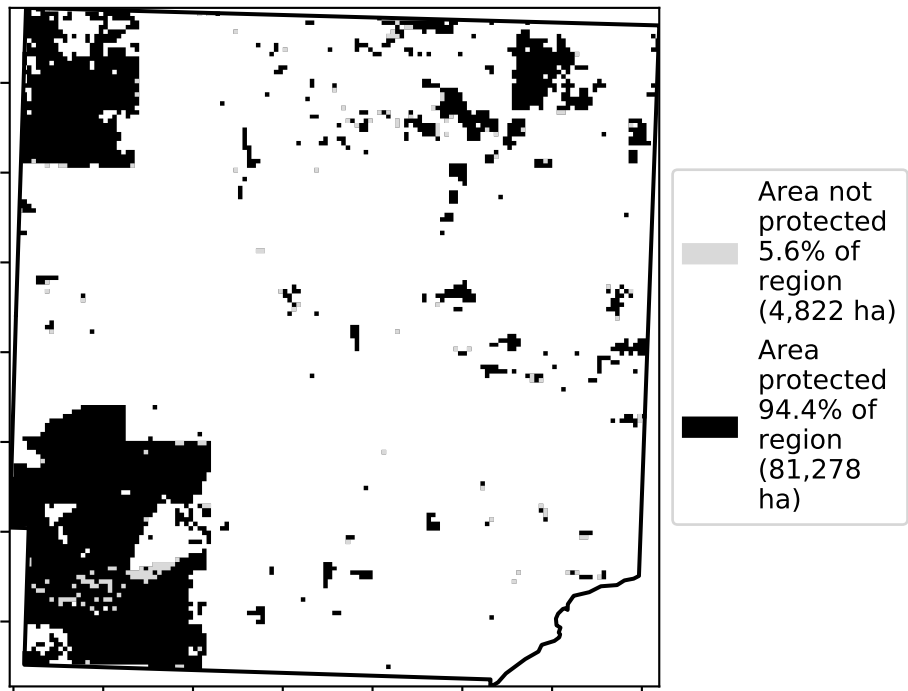 Area not
protected
5.6% of
region
(4,822 ha)
Area
protected
94.4% of
region
(81,278
ha)